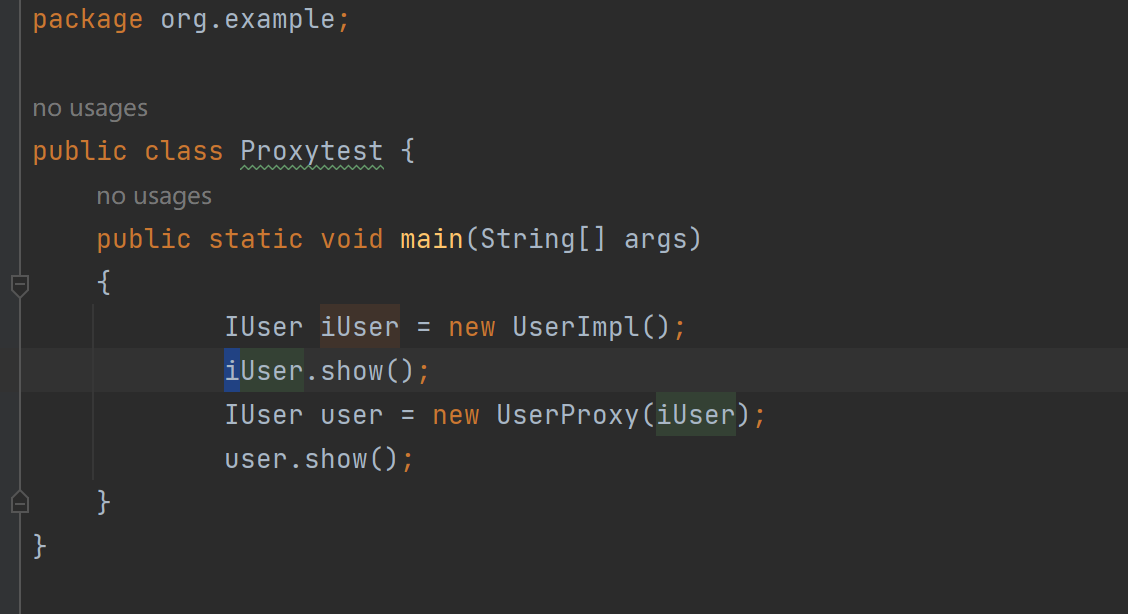 package org.example;
no usages
public class Proxytest {
no usages
public static void main(String[] args)
{
IUser iUser = new UserImpl();
iUser.show();
IUser user = new UserProxy(iUser);
user.show();
}
}